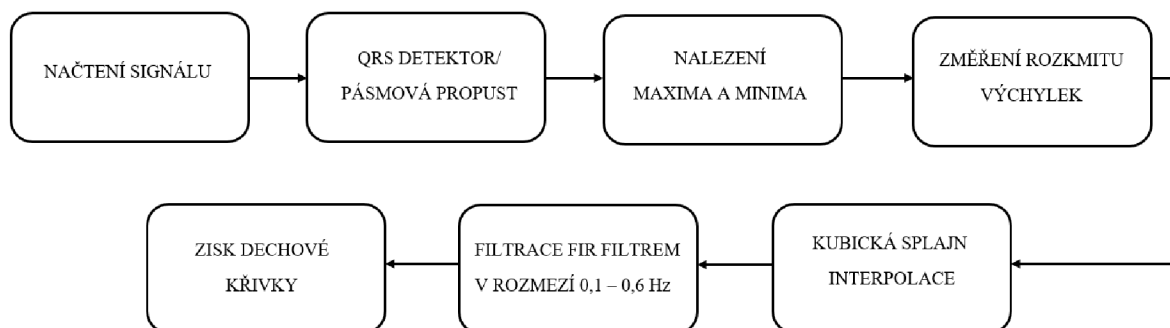 NAČTENÍ SIGNÁLU
QRS DETEKTOR/
PÁSMOVÁ PROPUST
NALEZENÍ
MAXIMA A MINIMA
ZMĚŘENÍ ROZKMITU
VÝCHYLEK
KUBICKÁ SPLAJN
INTERPOLACE
FILTRACE FIR FILTREM
V ROZMEZÍ 0,1 – 0,6 Hz
ZISK DECHOVÉ
KŘIVKY